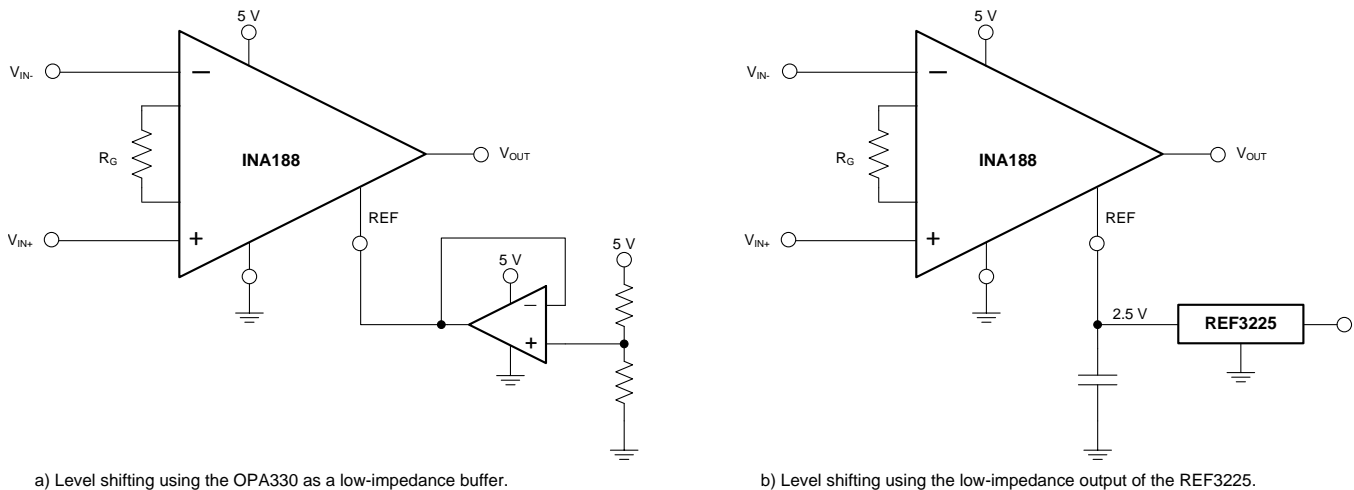 5 V
V_IN-
−
R_G
INA188
V_OUT
REF
V_IN+
+
5 V
5 V
−
+
a) Level shifting using the OPA330 as a low-impedance buffer.
5 V
V_IN-
−
R_G
INA188
V_OUT
REF
V_IN+
+
2.5 V
REF3225
b) Level shifting using the low-impedance output of the REF3225.